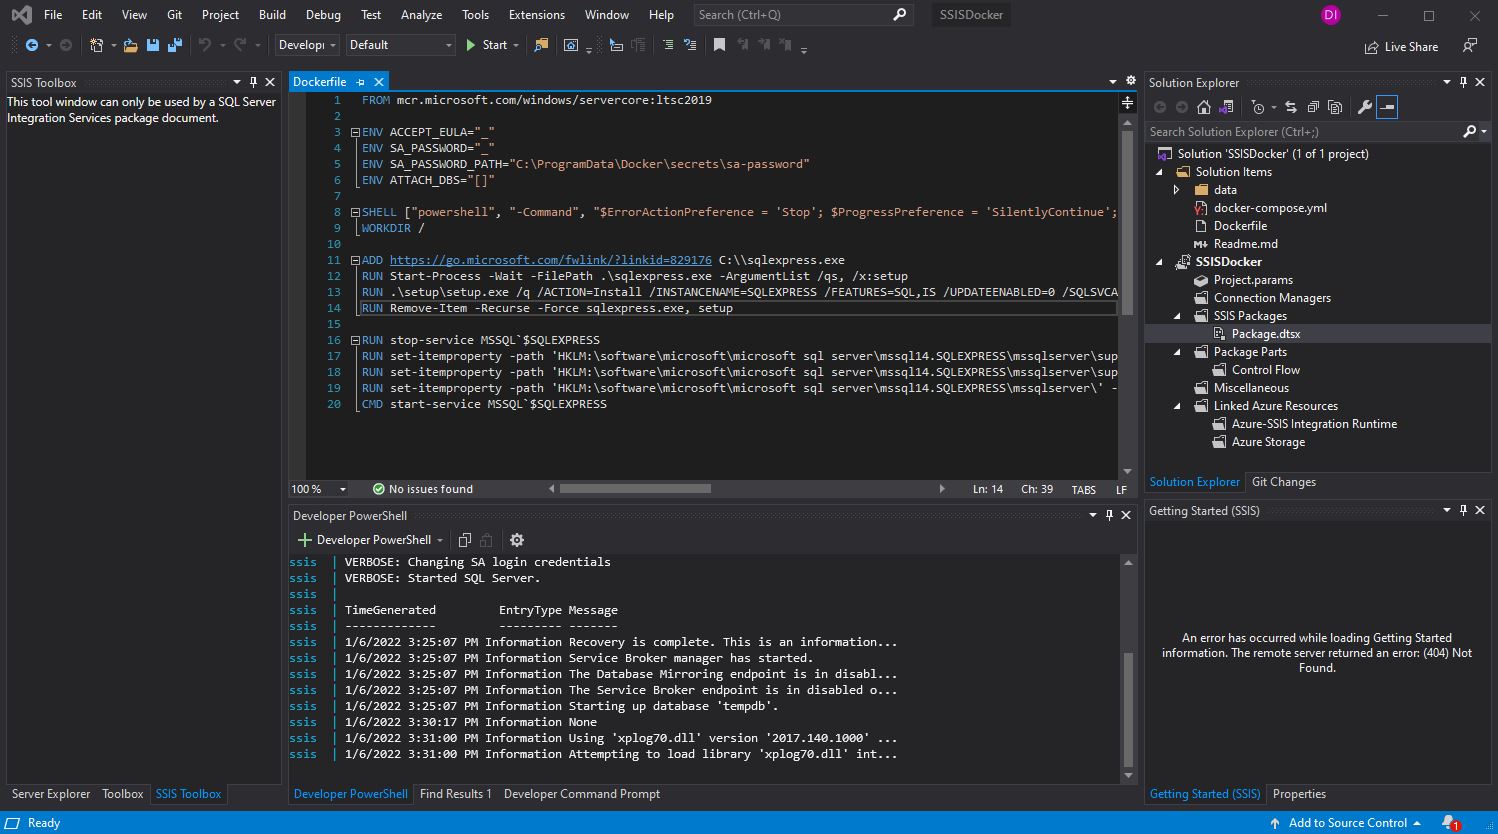 File Edit View Git Project Build Debug Test Analyze Tools Extensions Window Help Search (Ctrl+Q) SSISDocker DI
Develop Default Start Live Share
SSIS Toolbox
This tool window can only be used by a SQL Server
Integration Services package document.
Dockerfile
1 FROM mcr.microsoft.com/windows/servercore:ltsc2019
2
3 ENV ACCEPT_EULA="_"
4 ENV SA_PASSWORD="_"
5 ENV SA_PASSWORD_PATH="C:\ProgramData\Docker\secrets\sa-password"
6 ENV ATTACH_DBS="[]"
7
8 SHELL ["powershell", "-Command", "$ErrorActionPreference = 'Stop'; $ProgressPreference = 'SilentlyContinue';
9 WORKDIR /
10
11 ADD https://go.microsoft.com/fwlink/?linkid=829176 C:\\sqlexpress.exe
12 RUN Start-Process -Wait -FilePath .\sqlexpress.exe -ArgumentList /qs, /x:setup
13 RUN .\setup\setup.exe /q /ACTION=Install /INSTANCENAME=SQLEXPRESS /FEATURES=SQL,IS /UPDATEENABLED=0 /SQLSVCA
14 RUN Remove-Item -Recurse -Force sqlexpress.exe, setup
15
16 RUN stop-service MSSQL`$SQLEXPRESS
17 RUN set-itemproperty -path 'HKLM:\software\microsoft\microsoft sql server\mssql14.SQLEXPRESS\mssqlserver\sup
18 RUN set-itemproperty -path 'HKLM:\software\microsoft\microsoft sql server\mssql14.SQLEXPRESS\mssqlserver\sup
19 RUN set-itemproperty -path 'HKLM:\software\microsoft\microsoft sql server\mssql14.SQLEXPRESS\mssqlserver\' -
20 CMD start-service MSSQL`$SQLEXPRESS
100 % No issues found Ln: 14 Ch: 39 TABS LF
Developer PowerShell
Developer PowerShell
ssis | VERBOSE: Changing SA login credentials
ssis | VERBOSE: Started SQL Server.
ssis |
ssis | TimeGenerated EntryType Message
ssis | ------------- --------- -------
ssis | 1/6/2022 3:25:07 PM Information Recovery is complete. This is an information...
ssis | 1/6/2022 3:25:07 PM Information Service Broker manager has started.
ssis | 1/6/2022 3:25:07 PM Information The Database Mirroring endpoint is in disabl...
ssis | 1/6/2022 3:25:07 PM Information The Service Broker endpoint is in disabled o...
ssis | 1/6/2022 3:25:07 PM Information Starting up database 'tempdb'.
ssis | 1/6/2022 3:30:17 PM Information None
ssis | 1/6/2022 3:31:00 PM Information Using 'xplog70.dll' version '2017.140.1000' ...
ssis | 1/6/2022 3:31:00 PM Information Attempting to load library 'xplog70.dll' int...
Solution Explorer
Search Solution Explorer (Ctrl+;)
Solution 'SSISDocker' (1 of 1 project)
Solution Items
data
docker-compose.yml
Dockerfile
Readme.md
SSISDocker
Project.params
Connection Managers
SSIS Packages
Package.dtsx
Package Parts
Control Flow
Miscellaneous
Linked Azure Resources
Azure-SSIS Integration Runtime
Azure Storage
Solution Explorer Git Changes
Getting Started (SSIS)
An error has occurred while loading Getting Started
information. The remote server returned an error: (404) Not
Found.
Server Explorer Toolbox SSIS Toolbox Developer PowerShell Find Results 1 Developer Command Prompt Getting Started (SSIS) Properties
Ready Add to Source Control 1